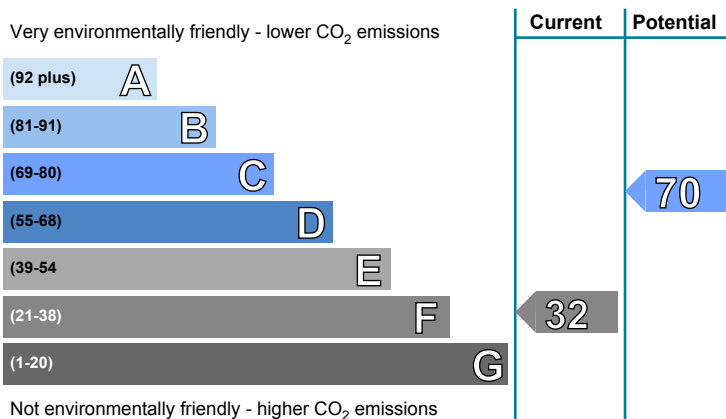 Current Potential
Very environmentally friendly - lower CO2 emissions
(92 plus) A
(81-91) B
(69-80) C
70
(55-68) D
(39-54 E
(21-38) F
32
(1-20) G
Not environmentally friendly - higher CO2 emissions